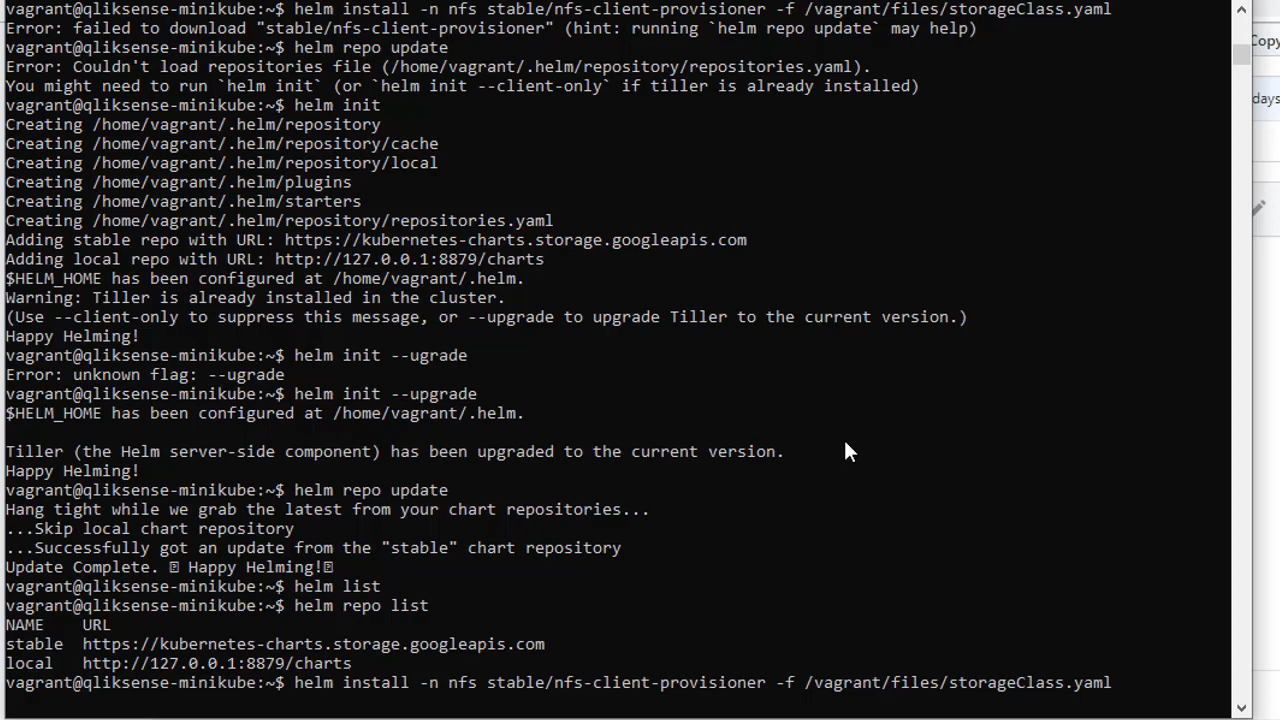 vagrant@qliksense-minikube:~$ helm install -n nfs stable/nfs-client-provisioner -f /vagrant/files/storageClass.yaml
Error: failed to download "stable/nfs-client-provisioner" (hint: running `helm repo update` may help)
vagrant@qliksense-minikube:~$ helm repo update
Error: Couldn't load repositories file (/home/vagrant/.helm/repository/repositories.yaml).
You might need to run `helm init` (or `helm init --client-only` if tiller is already installed)
vagrant@qliksense-minikube:~$ helm init
Creating /home/vagrant/.helm/repository
Creating /home/vagrant/.helm/repository/cache
Creating /home/vagrant/.helm/repository/local
Creating /home/vagrant/.helm/plugins
Creating /home/vagrant/.helm/starters
Creating /home/vagrant/.helm/repository/repositories.yaml
Adding stable repo with URL: https://kubernetes-charts.storage.googleapis.com
Adding local repo with URL: http://127.0.0.1:8879/charts
$HELM_HOME has been configured at /home/vagrant/.helm.
Warning: Tiller is already installed in the cluster.
(Use --client-only to suppress this message, or --upgrade to upgrade Tiller to the current version.)
Happy Helming!
vagrant@qliksense-minikube:~$ helm init --ugrade
Error: unknown flag: --ugrade
vagrant@qliksense-minikube:~$ helm init --upgrade
$HELM_HOME has been configured at /home/vagrant/.helm.
Tiller (the Helm server-side component) has been upgraded to the current version.
Happy Helming!
vagrant@qliksense-minikube:~$ helm repo update
Hang tight while we grab the latest from your chart repositories...
...Skip local chart repository
...Successfully got an update from the "stable" chart repository
Update Complete. ⍰ Happy Helming!⍰
vagrant@qliksense-minikube:~$ helm list
vagrant@qliksense-minikube:~$ helm repo list
NAME URL
stable https://kubernetes-charts.storage.googleapis.com
local http://127.0.0.1:8879/charts
vagrant@qliksense-minikube:~$ helm install -n nfs stable/nfs-client-provisioner -f /vagrant/files/storageClass.yaml
Copy
days